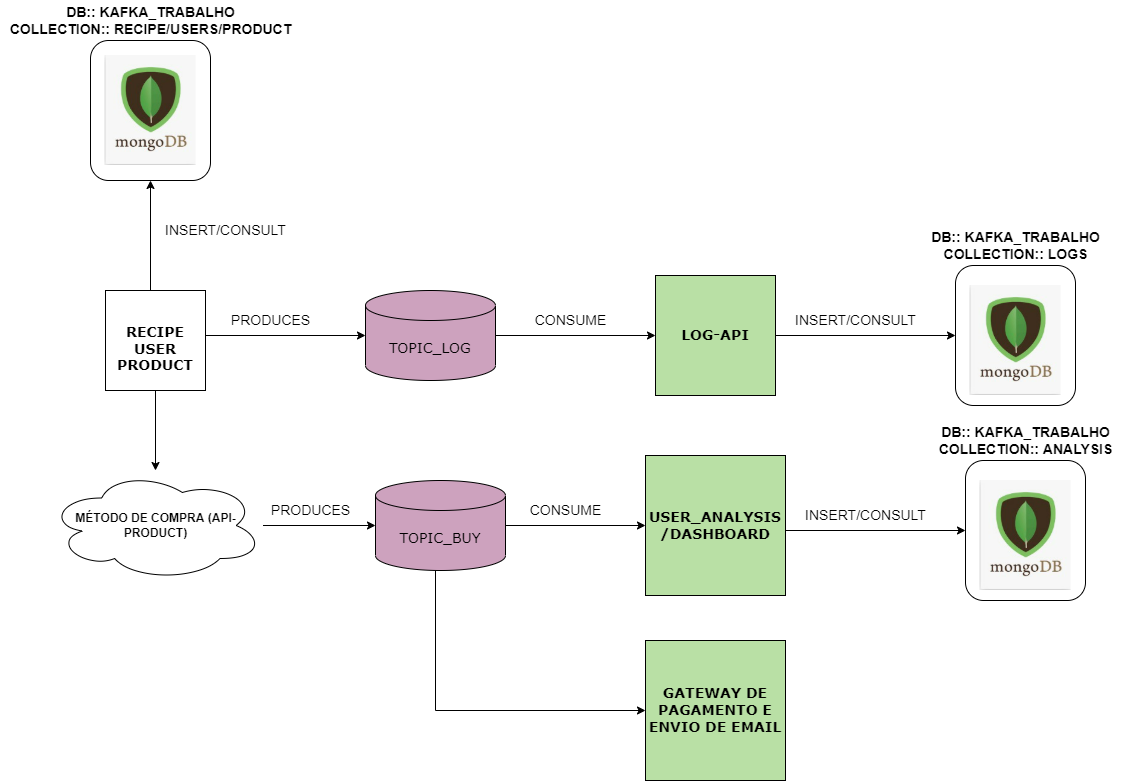 DB:: KAFKA_TRABALHO
COLLECTION:: RECIPE/USERS/PRODUCT
mongoDB
INSERT/CONSULT
RECIPE
USER
PRODUCT
PRODUCES
TOPIC_LOG
CONSUME
LOG-API
INSERT/CONSULT
DB:: KAFKA_TRABALHO
COLLECTION:: LOGS
mongoDB
MÉTODO DE COMPRA (API-
PRODUCT)
PRODUCES
TOPIC_BUY
CONSUME
USER_ANALYSIS
/DASHBOARD
INSERT/CONSULT
DB:: KAFKA_TRABALHO
COLLECTION:: ANALYSIS
mongoDB
GATEWAY DE
PAGAMENTO E
ENVIO DE EMAIL